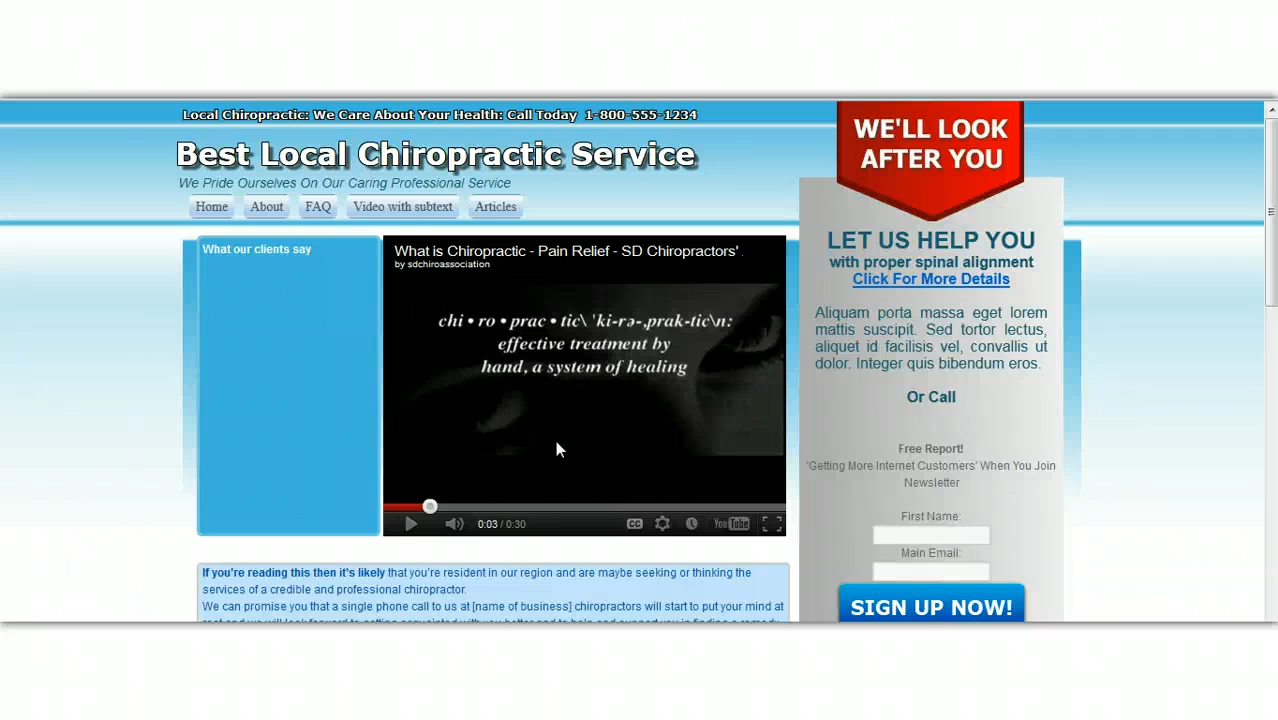 Local Chiropractic: We Care About Your Health: Call Today 1-800-555-1234
Best Local Chiropractic Service
We Pride Ourselves On Our Caring Professional Service
Home About FAQ Video with subtext Articles
WE'LL LOOK
AFTER YOU
What our clients say
What is Chiropractic - Pain Relief - SD Chiropractors'
by sdchiroassociation
chi • ro • prac • tic\ 'ki-rə-,prak-tic\n:
effective treatment by
hand, a system of healing
0:03 / 0:30
CC
YouTube
LET US HELP YOU
with proper spinal alignment
Click For More Details
Aliquam porta massa eget lorem
mattis suscipit. Sed tortor lectus,
aliquet id facilisis vel, convallis ut
dolor. Integer quis bibendum eros.
Or Call
Free Report!
'Getting More Internet Customers' When You Join
Newsletter
First Name:
Main Email:
SIGN UP NOW!
If you're reading this then it's likely that you're resident in our region and are maybe seeking or thinking the
services of a credible and professional chiropractor.
We can promise you that a single phone call to us at [name of business] chiropractors will start to put your mind at